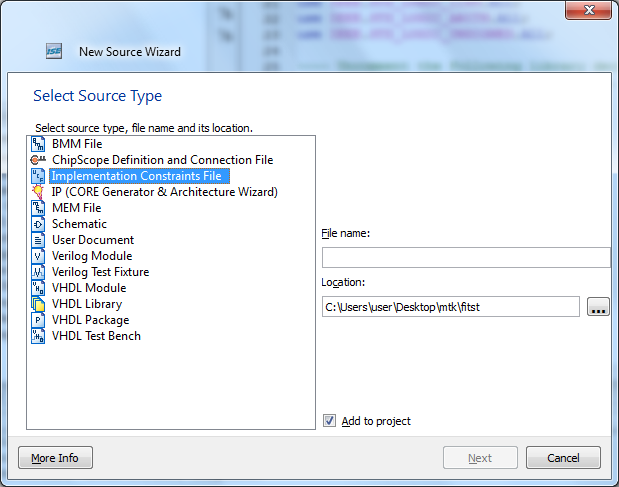 ISE
New Source Wizard
Select Source Type
Select source type, file name and its location.
BMM File
ChipScope Definition and Connection File
Implementation Constraints File
IP (CORE Generator & Architecture Wizard)
MEM File
Schematic
User Document
Verilog Module
Verilog Test Fixture
VHDL Module
VHDL Library
VHDL Package
VHDL Test Bench
File name:
Location:
C:\Users\user\Desktop\mtk\fitst
...
Add to project
More Info
Next
Cancel